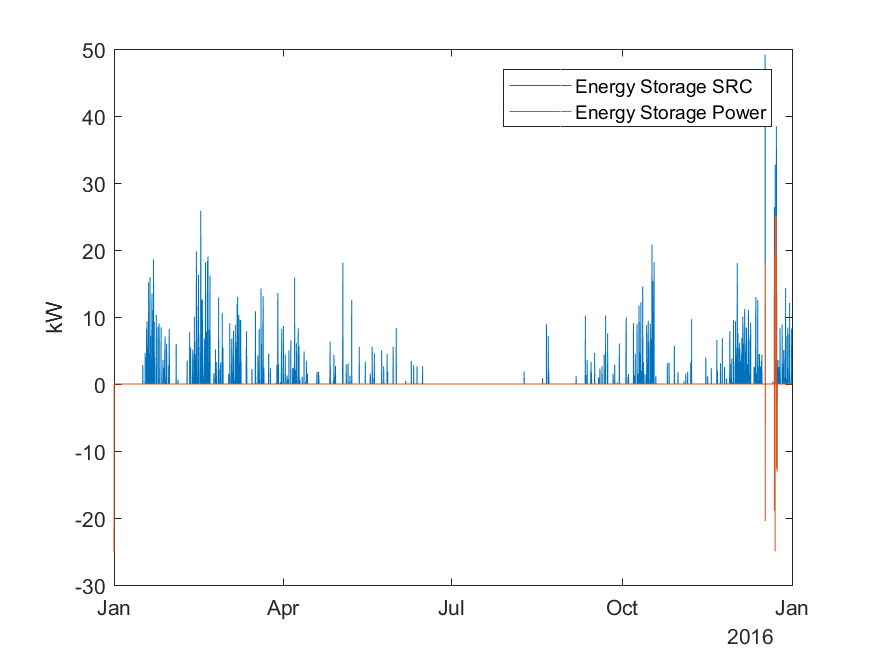 50
40
30
20
10
0
-10
-20
-30
kW
Energy Storage SRC
Energy Storage Power
Jan
Apr
Jul
Oct
Jan
2016